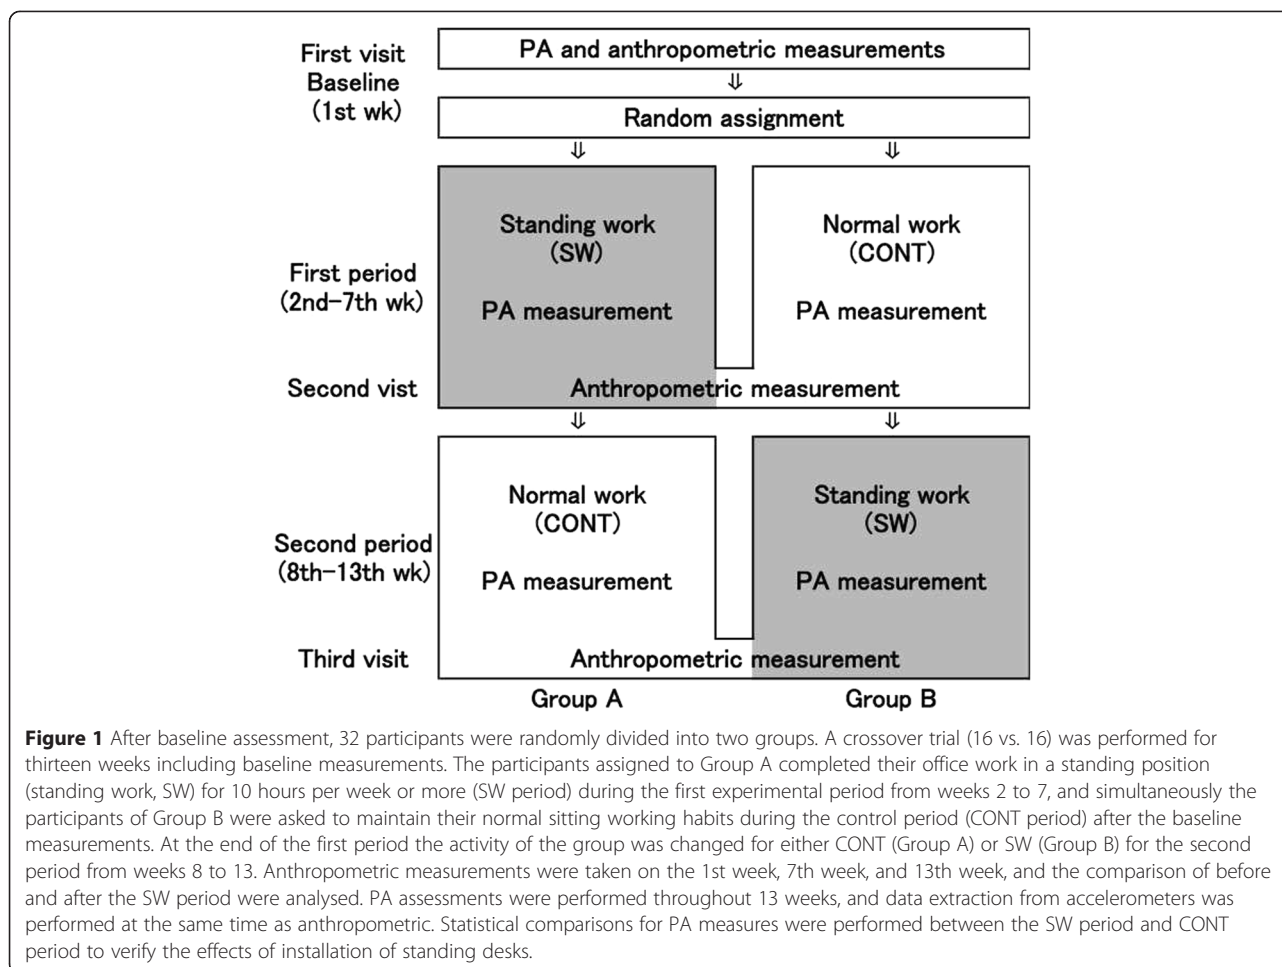 First visit
Baseline
(1st wk)
PA and anthropometric measurements
⇓
Random assignment
⇓ ⇓
First period
(2nd-7th wk)
Standing work
(SW)
PA measurement
Normal work
(CONT)
PA measurement
Second vist
Anthropometric measurement
⇓ ⇓
Second period
(8th-13th wk)
Normal work
(CONT)
PA measurement
Standing work
(SW)
PA measurement
Third visit
Anthropometric measurement
Group A
Group B
Figure 1 After baseline assessment, 32 participants were randomly divided into two groups. A crossover trial (16 vs. 16) was performed for
thirteen weeks including baseline measurements. The participants assigned to Group A completed their office work in a standing position
(standing work, SW) for 10 hours per week or more (SW period) during the first experimental period from weeks 2 to 7, and simultaneously the
participants of Group B were asked to maintain their normal sitting working habits during the control period (CONT period) after the baseline
measurements. At the end of the first period the activity of the group was changed for either CONT (Group A) or SW (Group B) for the second
period from weeks 8 to 13. Anthropometric measurements were taken on the 1st week, 7th week, and 13th week, and the comparison of before
and after the SW period were analysed. PA assessments were performed throughout 13 weeks, and data extraction from accelerometers was
performed at the same time as anthropometric. Statistical comparisons for PA measures were performed between the SW period and CONT
period to verify the effects of installation of standing desks.